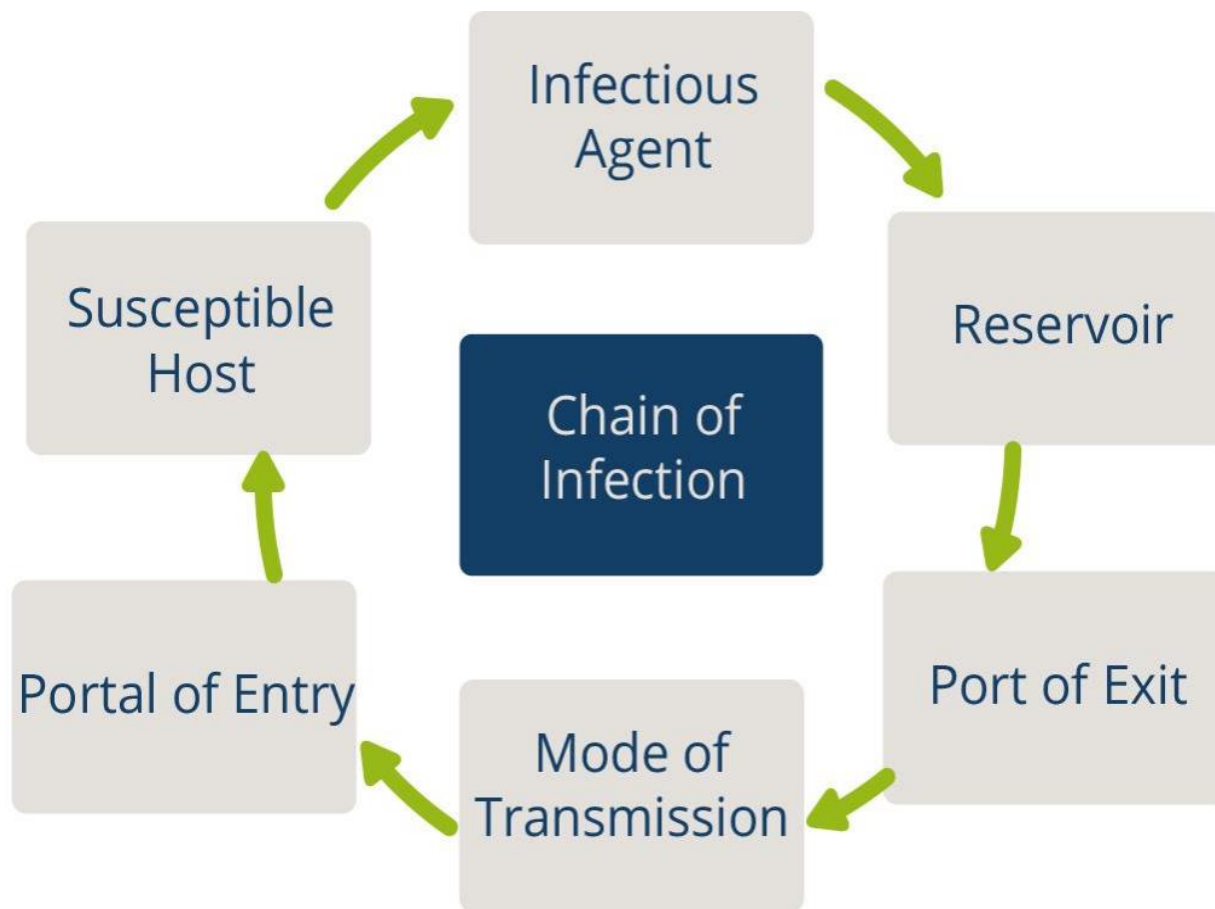 Infectious
Agent
Reservoir
Port of Exit
Mode of
Transmission
Portal of Entry
Susceptible
Host
Chain of
Infection